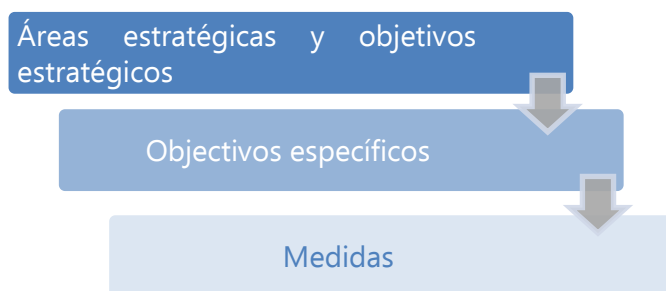 Áreas estratégicas y objetivos
estratégicos
Objectivos específicos
Medidas